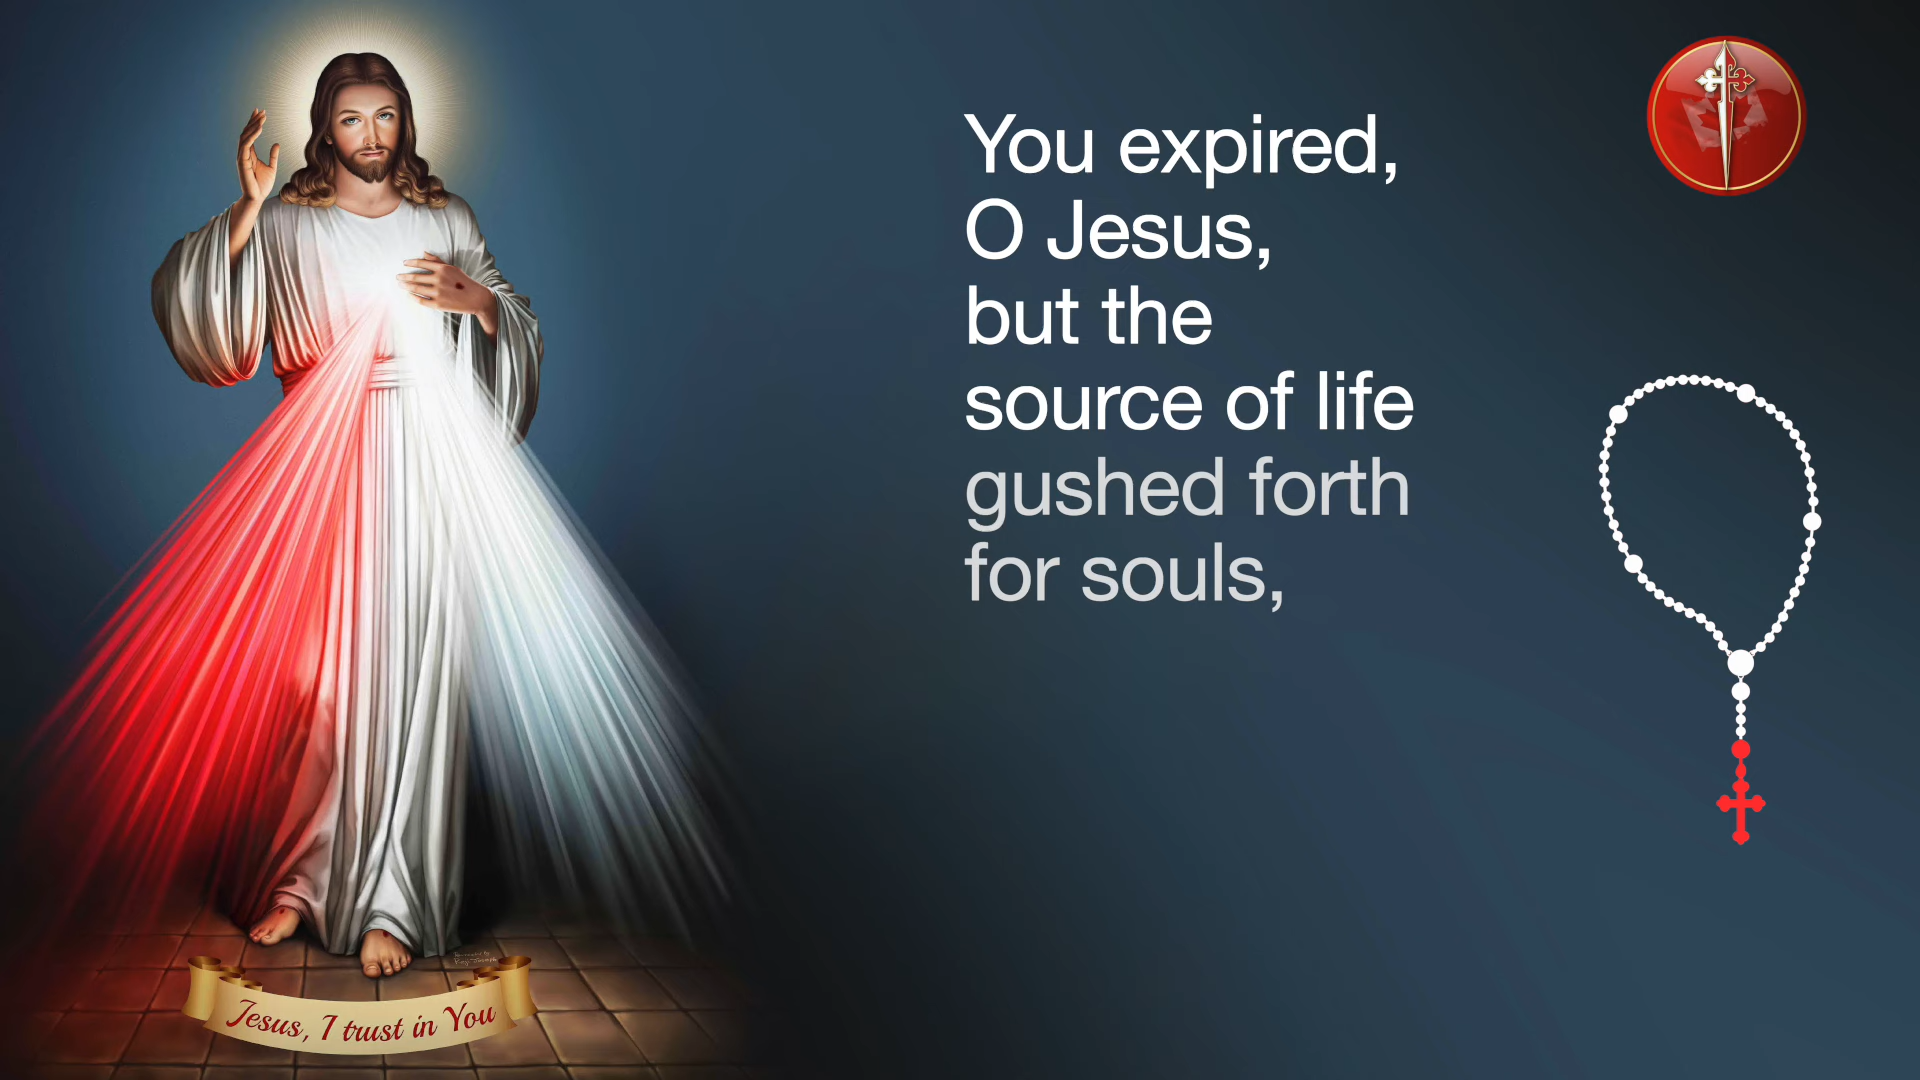 You expired,
O Jesus,
but the
source of life
gushed forth
for souls,
Jesus, I trust in You